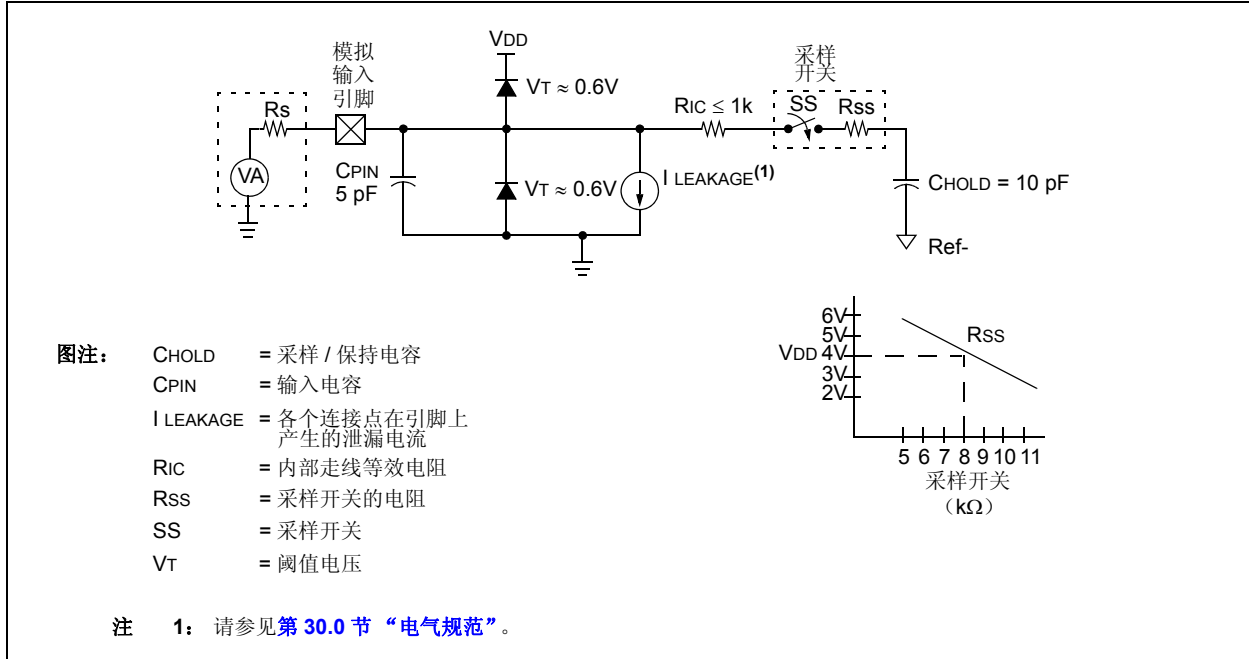 模拟
输入
引脚
VDD
VT ≈ 0.6V
采样
开关
Rs
RIC ≤ 1k
SS
Rss
VA
CPIN
5 pF
VT ≈ 0.6V
I LEAKAGE(1)
CHOLD = 10 pF
Ref-
6V
5V
VDD 4V
3V
2V
Rss
5 6 7 8 9 10 11
采样开关
（kΩ）
图注： CHOLD = 采样 / 保持电容
CPIN = 输入电容
I LEAKAGE = 各个连接点在引脚上
产生的泄漏电流
RIC = 内部走线等效电阻
Rss = 采样开关的电阻
SS = 采样开关
VT = 阈值电压
注 1： 请参见第 30.0 节 “电气规范”。